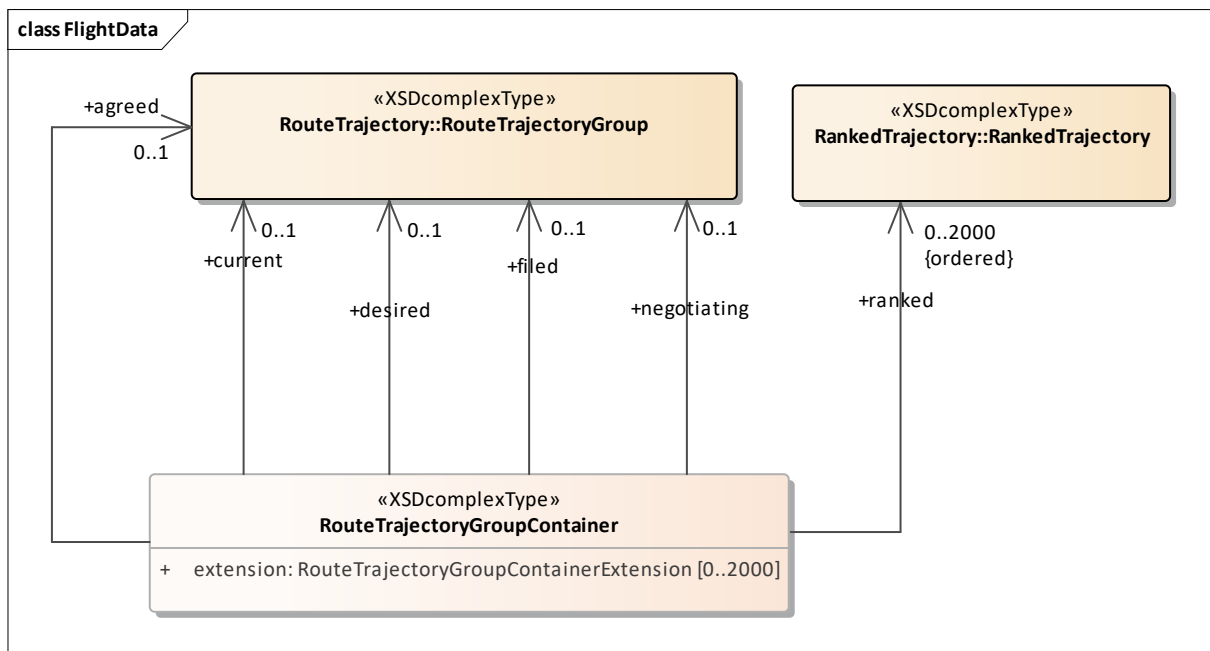 class FlightData
«XSDcomplexType»
RouteTrajectory::RouteTrajectoryGroup
«XSDcomplexType»
RankedTrajectory::RankedTrajectory
+agreed
0..1
0..1
0..1
0..1
0..1
0..2000
{ordered}
+current
+filed
+desired
+negotiating
+ranked
«XSDcomplexType»
RouteTrajectoryGroupContainer
+ extension: RouteTrajectoryGroupContainerExtension [0..2000]